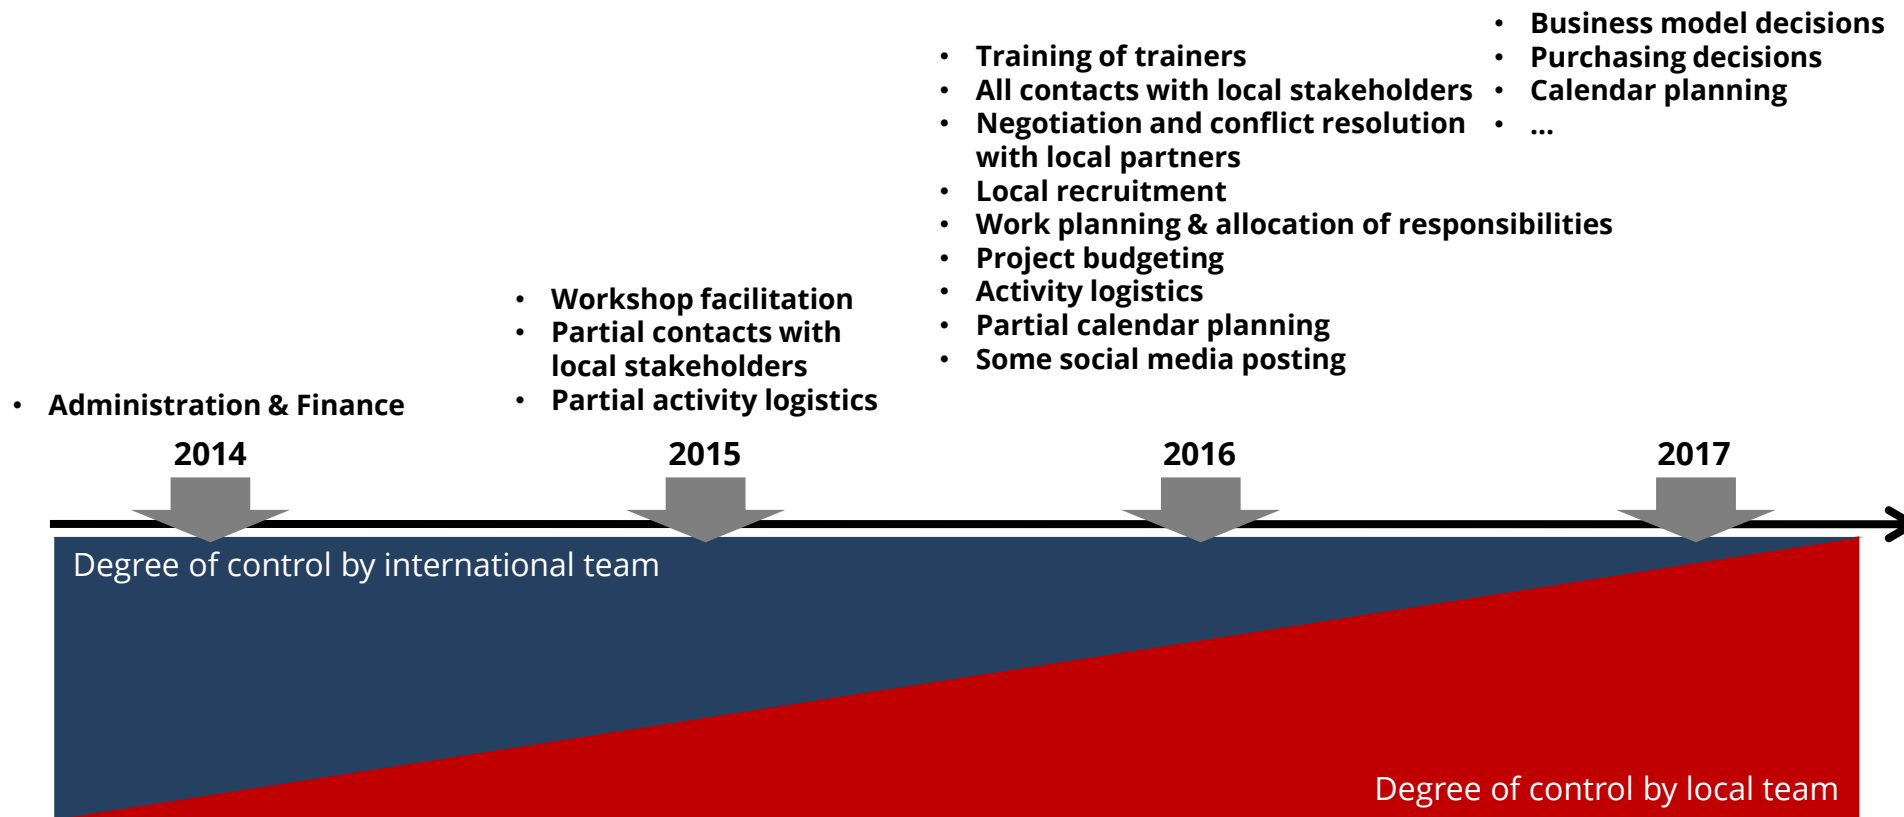 • Administration & Finance
2014
• Workshop facilitation
• Partial contacts with
local stakeholders
• Partial activity logistics
2015
• Training of trainers
• All contacts with local stakeholders
• Negotiation and conflict resolution
with local partners
• Local recruitment
• Work planning & allocation of responsibilities
• Project budgeting
• Activity logistics
• Partial calendar planning
• Some social media posting
2016
• Business model decisions
• Purchasing decisions
• Calendar planning
• ...
2017
Degree of control by international team
Degree of control by local team